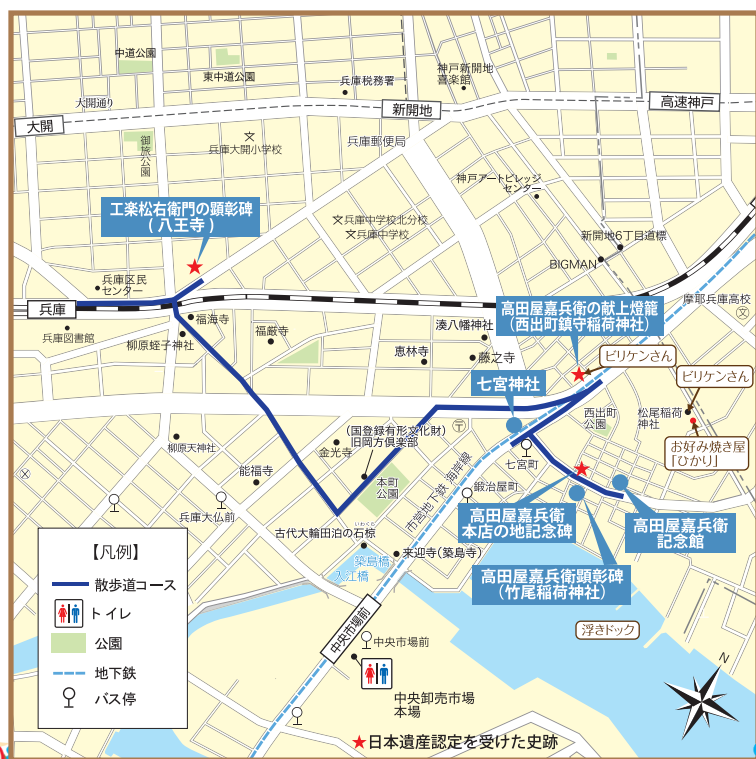 中道公園
東中道公園
兵庫税務署
神戸新開地
喜楽館
大開通り
大開
新開地
高速神戸
御旅公園
文
兵庫大開小学校
兵庫郵便局
神戸アートビレッジ
センター
工楽松右衛門の顕彰碑
(八王寺)
文兵庫中学校北分校
文兵庫中学校
新開地6丁目道標
BIGMAN
兵庫区民
センター
兵庫
摩耶兵庫高校
文
高田屋嘉兵衛の献上燈籠
(西出町鎮守稲荷神社)
福海寺
福厳寺
湊八幡神社
兵庫図書館
柳原蛭子神社
恵林寺
藤之寺
ビリケンさん
七宮神社
ビリケンさん
西出町
公園
松尾稲荷
神社
(国登録有形文化財)
旧岡方倶楽部
柳原天神社
金光寺
お好み焼き屋
「ひかり」
七宮町
能福寺
本町
公園
市営地下鉄 海岸線
鍛治屋町
兵庫大仏前
高田屋嘉兵衛
本店の地記念碑
高田屋嘉兵衛
記念館
いわくら
古代大輪田泊の石椋
来迎寺(築島寺)
築島橋
入江橋
高田屋嘉兵衛顕彰碑
(竹尾稲荷神社)
【凡例】
散歩道コース
トイレ
公園
地下鉄
バス停
中央市場前
中央市場前
浮きドック
N
中央卸売市場
本場
★日本遺産認定を受けた史跡